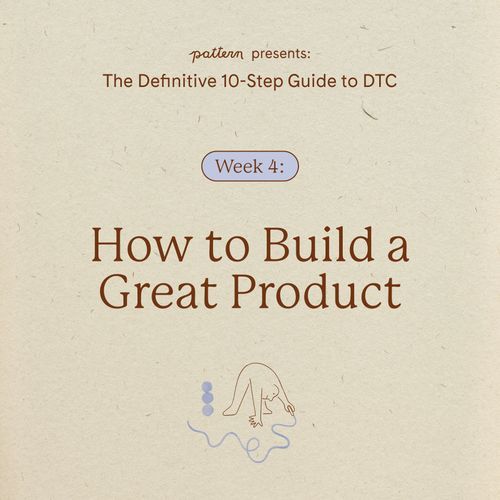 pattern presents:
The Definitive 10-Step Guide to DTC
Week 4:
How to Build a
Great Product